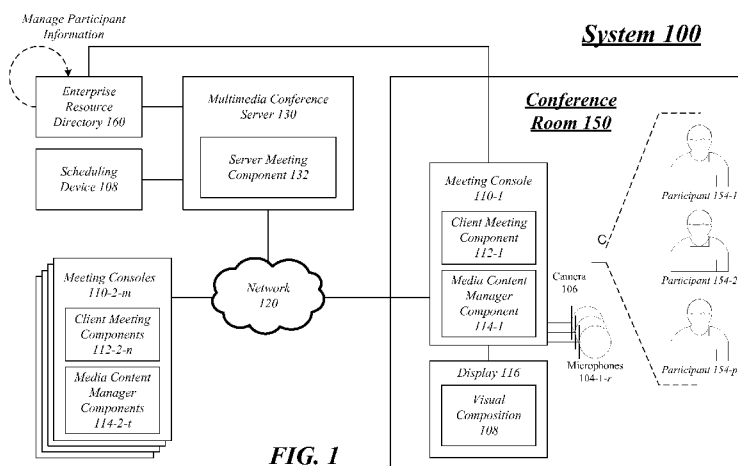 Manage Participant
Information
System 100
Enterprise
Resource
Directory 160
Multimedia Conference
Server 130
Server Meeting
Component 132
Scheduling
Device 108
Conference
Room 150
Meeting Console
110-1
Client Meeting
Component
112-1
Media Content
Manager
Component
114-1
Participant 154-1
Participant 154-2
Participant 154-p
Camera
106
Microphones
104-1-r
Network
120
Meeting Consoles
110-2-m
Client Meeting
Components
112-2-n
Media Content
Manager
Components
114-2-t
Display 116
Visual
Composition
108
FIG. 1